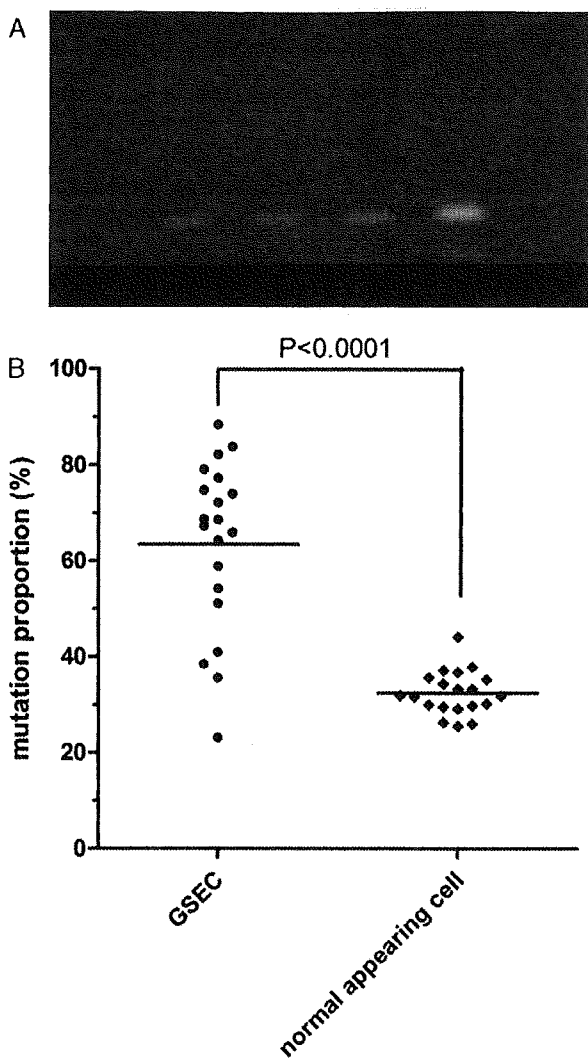 A
B
P<0.0001
100
80
60
40
20
0
mutation proportion (%)
GSEC
normal appearing cell